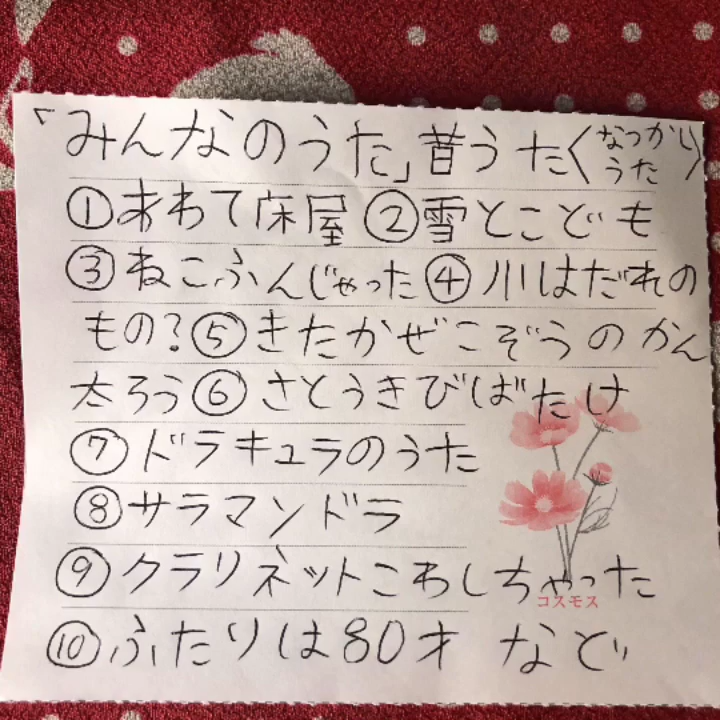 「みんなのうた」昔うた〈なつかしうた〉
①あわて床屋②雪とこども
③ねこふんじゃった④川はだれの
もの?⑤きたかぜこぞうのかん
太ろう⑥さとうきびばたけ
⑦ドラキュラのうた
⑧サラマンドラ
⑨クラリネットこわしちゃった
コスモス
⑩ふたりは80才 など